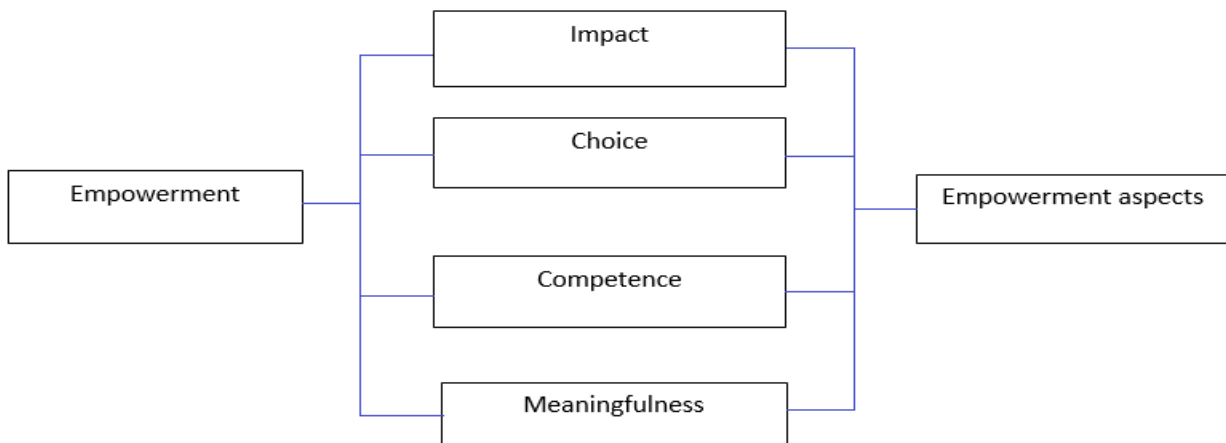 Impact
Choice
Empowerment
Empowerment aspects
Competence
Meaningfulness